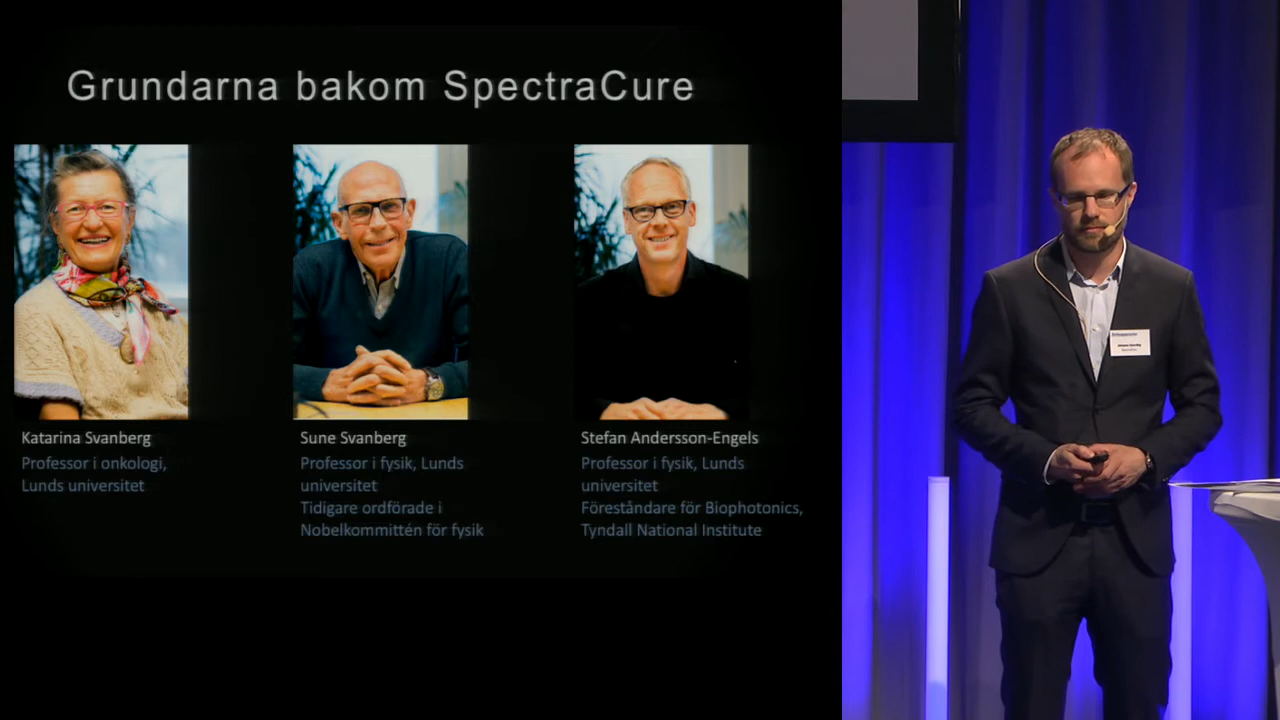 Grundarna bakom SpectraCure
Katarina Svanberg
Professor i onkologi,
Lunds universitet
Sune Svanberg
Professor i fysik, Lunds
universitet
Tidigare ordförade i
Nobelkommittén för fysik
Stefan Andersson-Engels
Professor i fysik, Lunds
universitet
Föreståndare för Biophotonics,
Tyndall National Institute